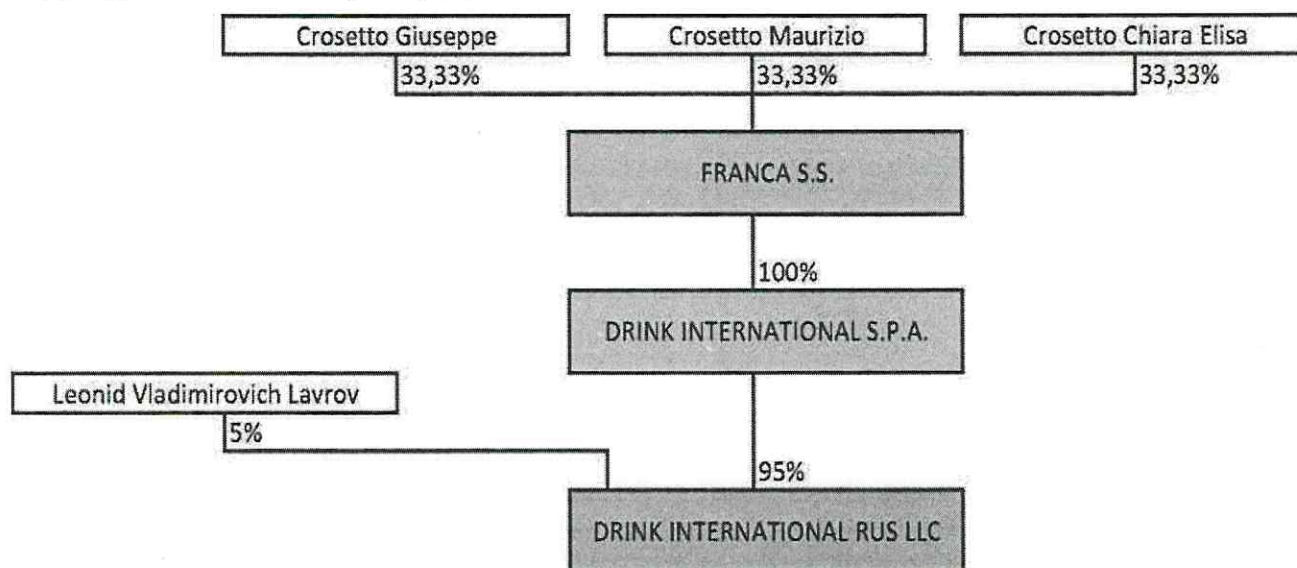 Crosetto Giuseppe
Crosetto Maurizio
Crosetto Chiara Elisa
33,33%
33,33%
33,33%
FRANCA S.S.
100%
DRINK INTERNATIONAL S.P.A.
Leonid Vladimirovich Lavrov
5%
95%
DRINK INTERNATIONAL RUS LLC